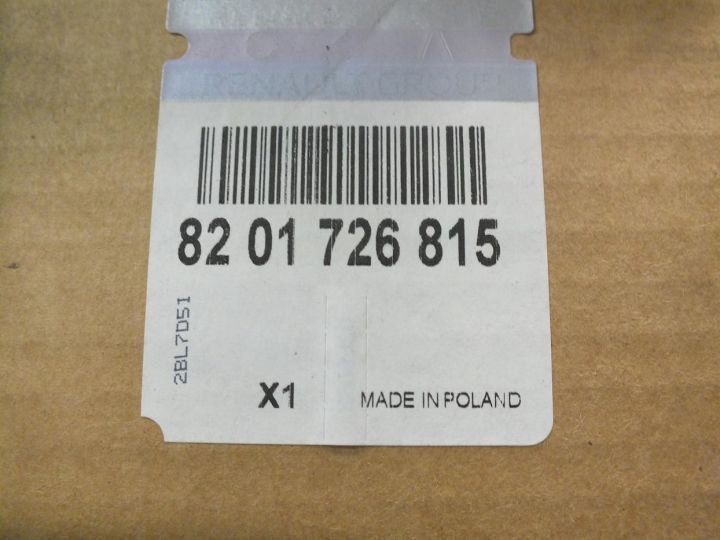 RENAULT GROUP
82 01 726 815
2BL7D51
X1
MADE IN POLAND